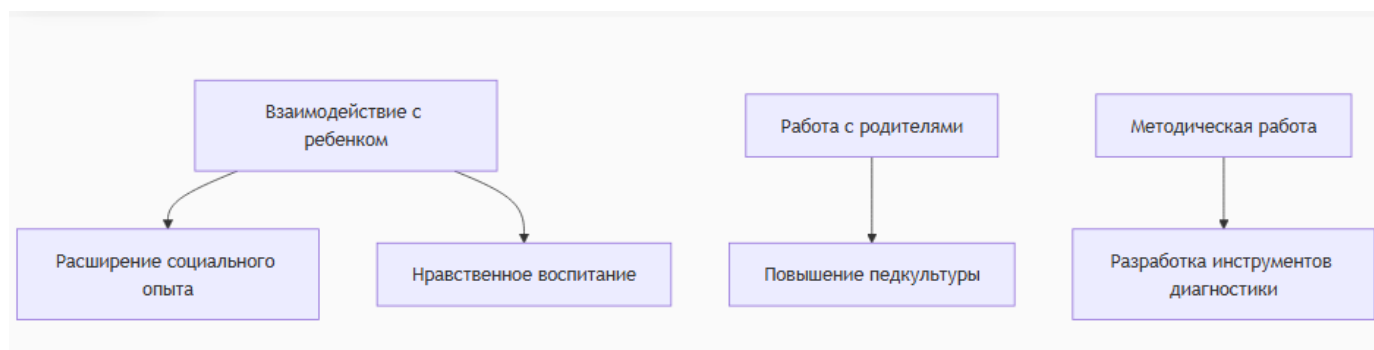 Взаимодействие с
ребенком
Работа с родителями
Методическая работа
Расширение социального
опыта
Нравственное воспитание
Повышение педкультуры
Разработка инструментов
диагностики